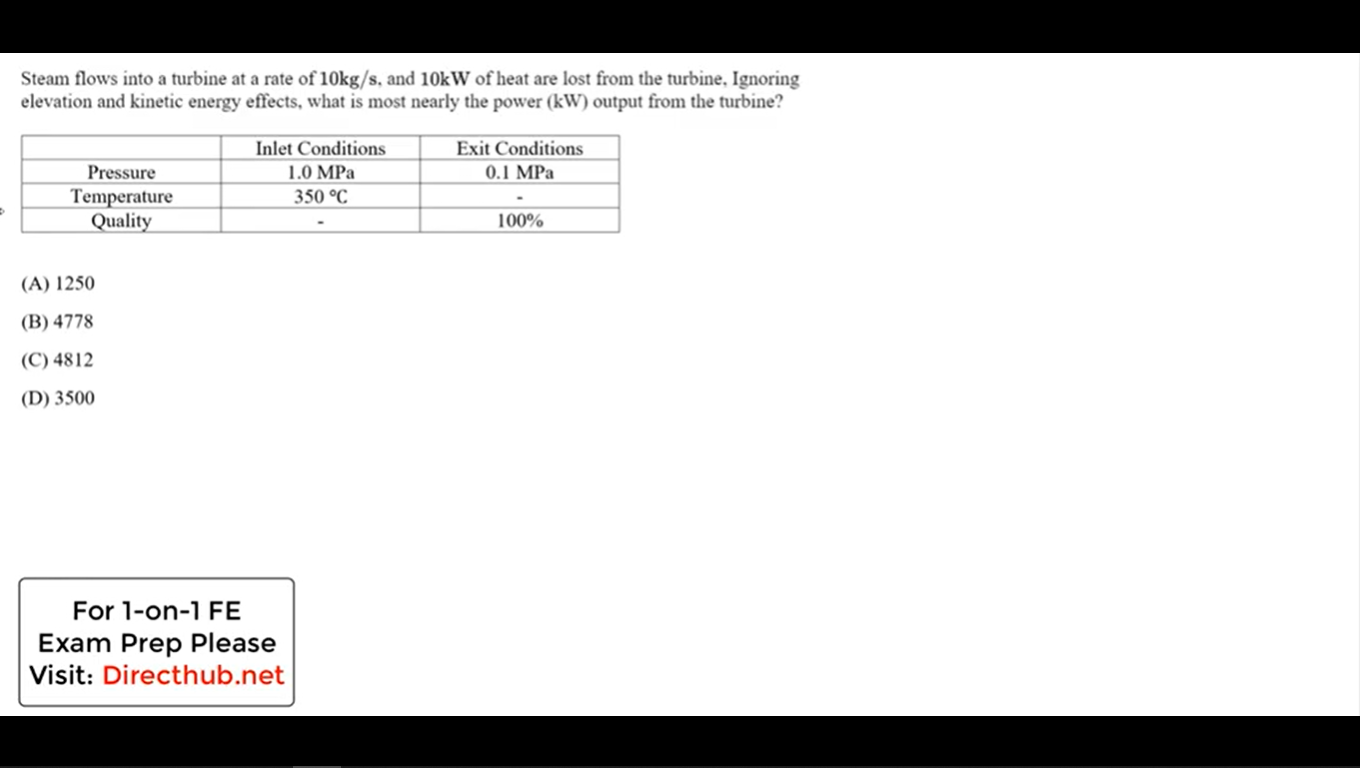 Steam flows into a turbine at a rate of 10kg/s, and 10kW of heat are lost from the turbine, Ignoring
elevation and kinetic energy effects, what is most nearly the power (kW) output from the turbine?
Inlet Conditions Exit Conditions
Pressure 1.0 MPa 0.1 MPa
Temperature 350 °C -
Quality - 100%
(A) 1250
(B) 4778
(C) 4812
(D) 3500
For 1-on-1 FE
Exam Prep Please
Visit: Directhub.net